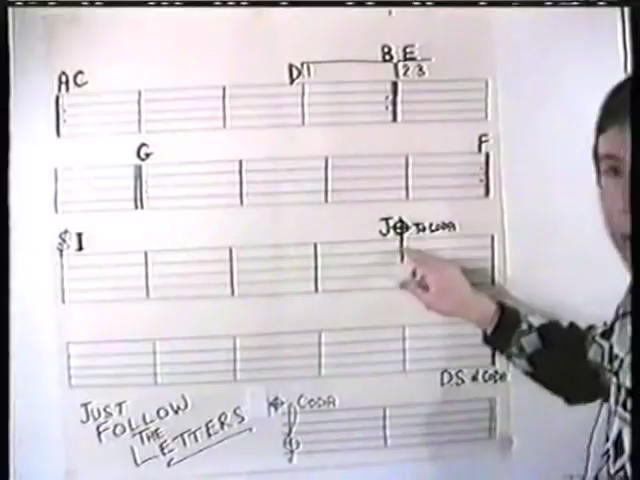 B E
A C D 1 2 3
G F
I J To CODA
DS al CODA
K CODA
JUST
FOLLOW
THE
LETTERS